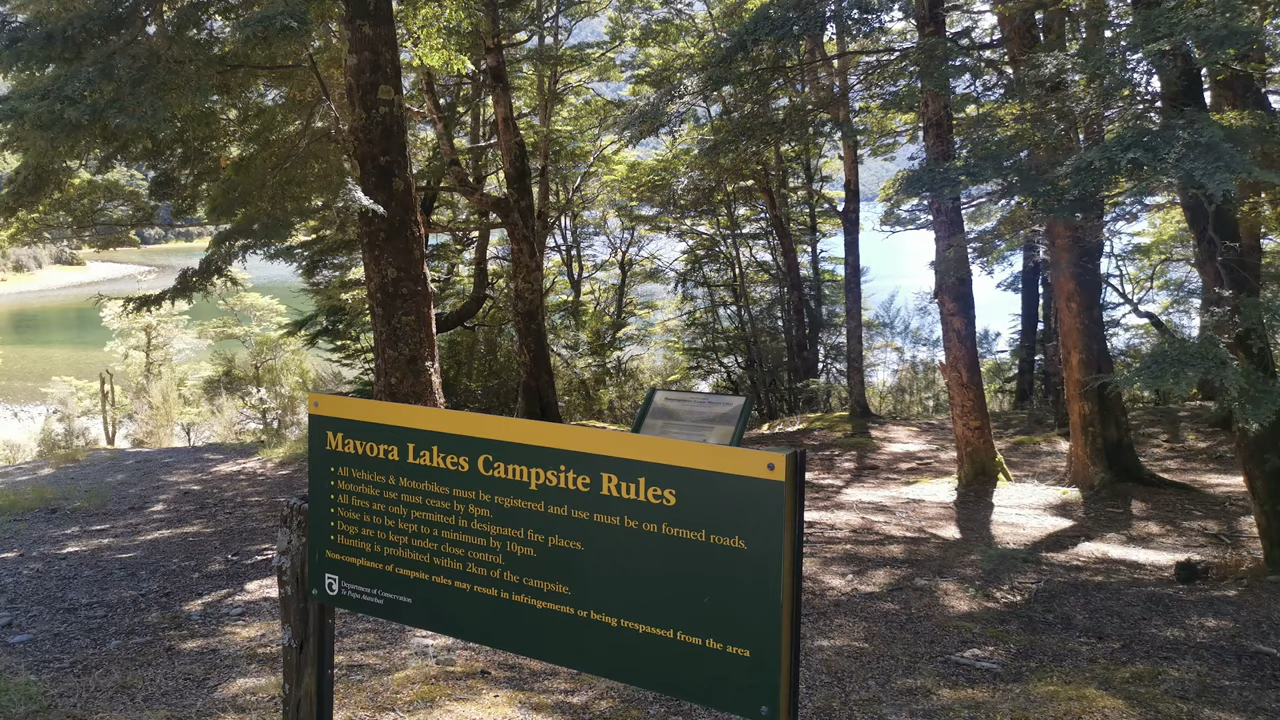 Mavora Lakes Campsite Rules
• All Vehicles & Motorbikes must be registered and use must be on formed roads.
• Motorbike use must cease by 8pm.
• All fires are only permitted in designated fire places.
• Noise is to be kept to a minimum by 10pm.
• Dogs are to kept under close control.
• Hunting is prohibited within 2km of the campsite.
Non-compliance of campsite rules may result in infringements or being trespassed from the area
Department of Conservation
Te Papa Atawhai